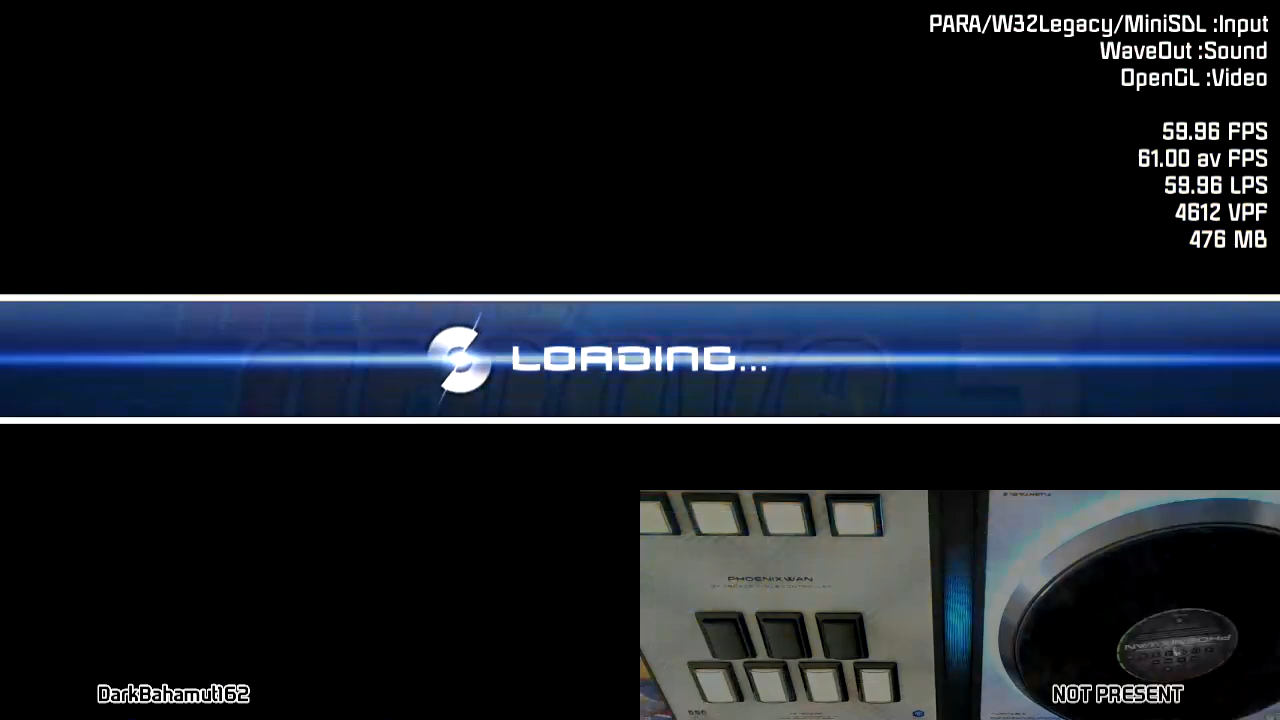 PARA/W32Legacy/MiniSDL :Input
WaveOut :Sound
OpenGL :Video
59.96 FPS
61.00 av FPS
59.96 LPS
4612 VPF
476 MB
LOADING...
PHOENIXWAN
PHOENIXWAN
DarkBahamut162
NOT PRESENT